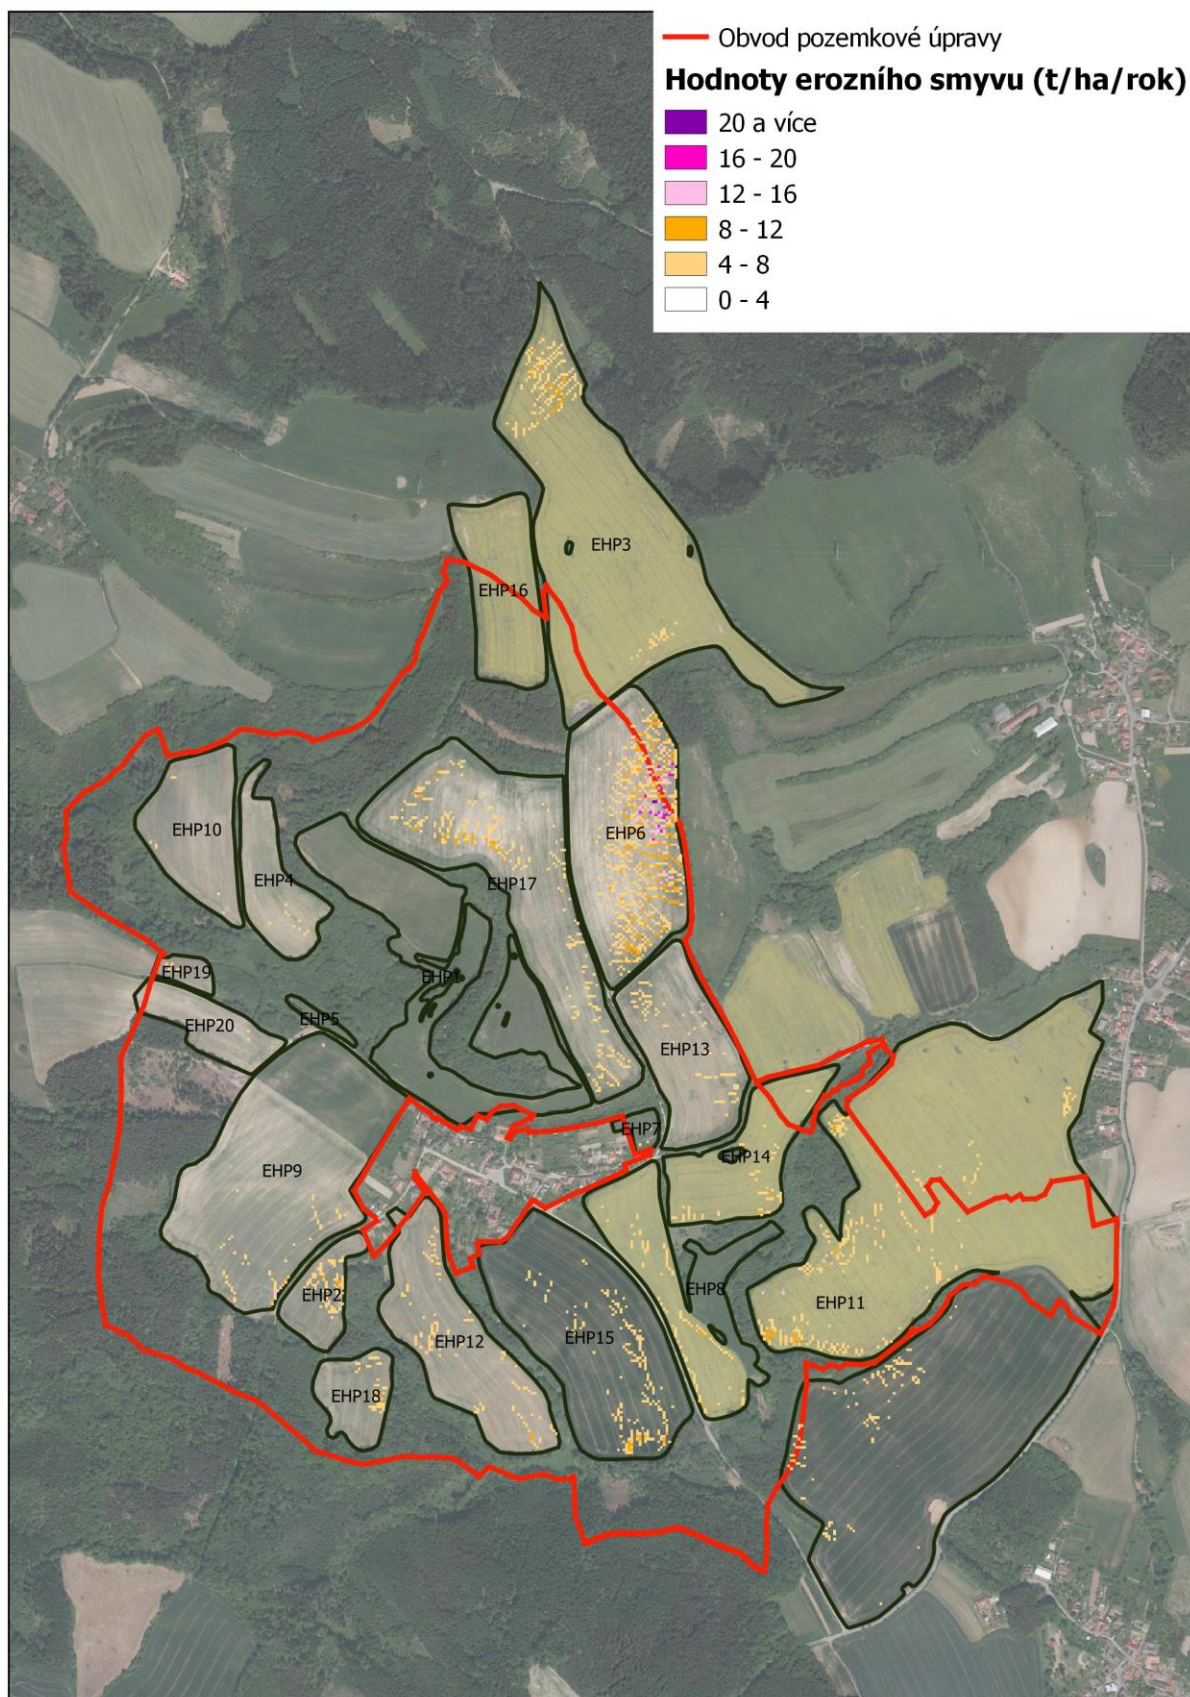 Obvod pozemkové úpravy
Hodnoty erozního smyvu (t/ha/rok)
20 a více
16 - 20
12 - 16
8 - 12
4 - 8
0 - 4
EHP3
EHP16
EHP10
EHP6
EHP4
EHP17
EHP19
EHP1
EHP20
EHP5
EHP13
EHP7
EHP14
EHP9
EHP8
EHP2
EHP11
EHP12
EHP15
EHP18